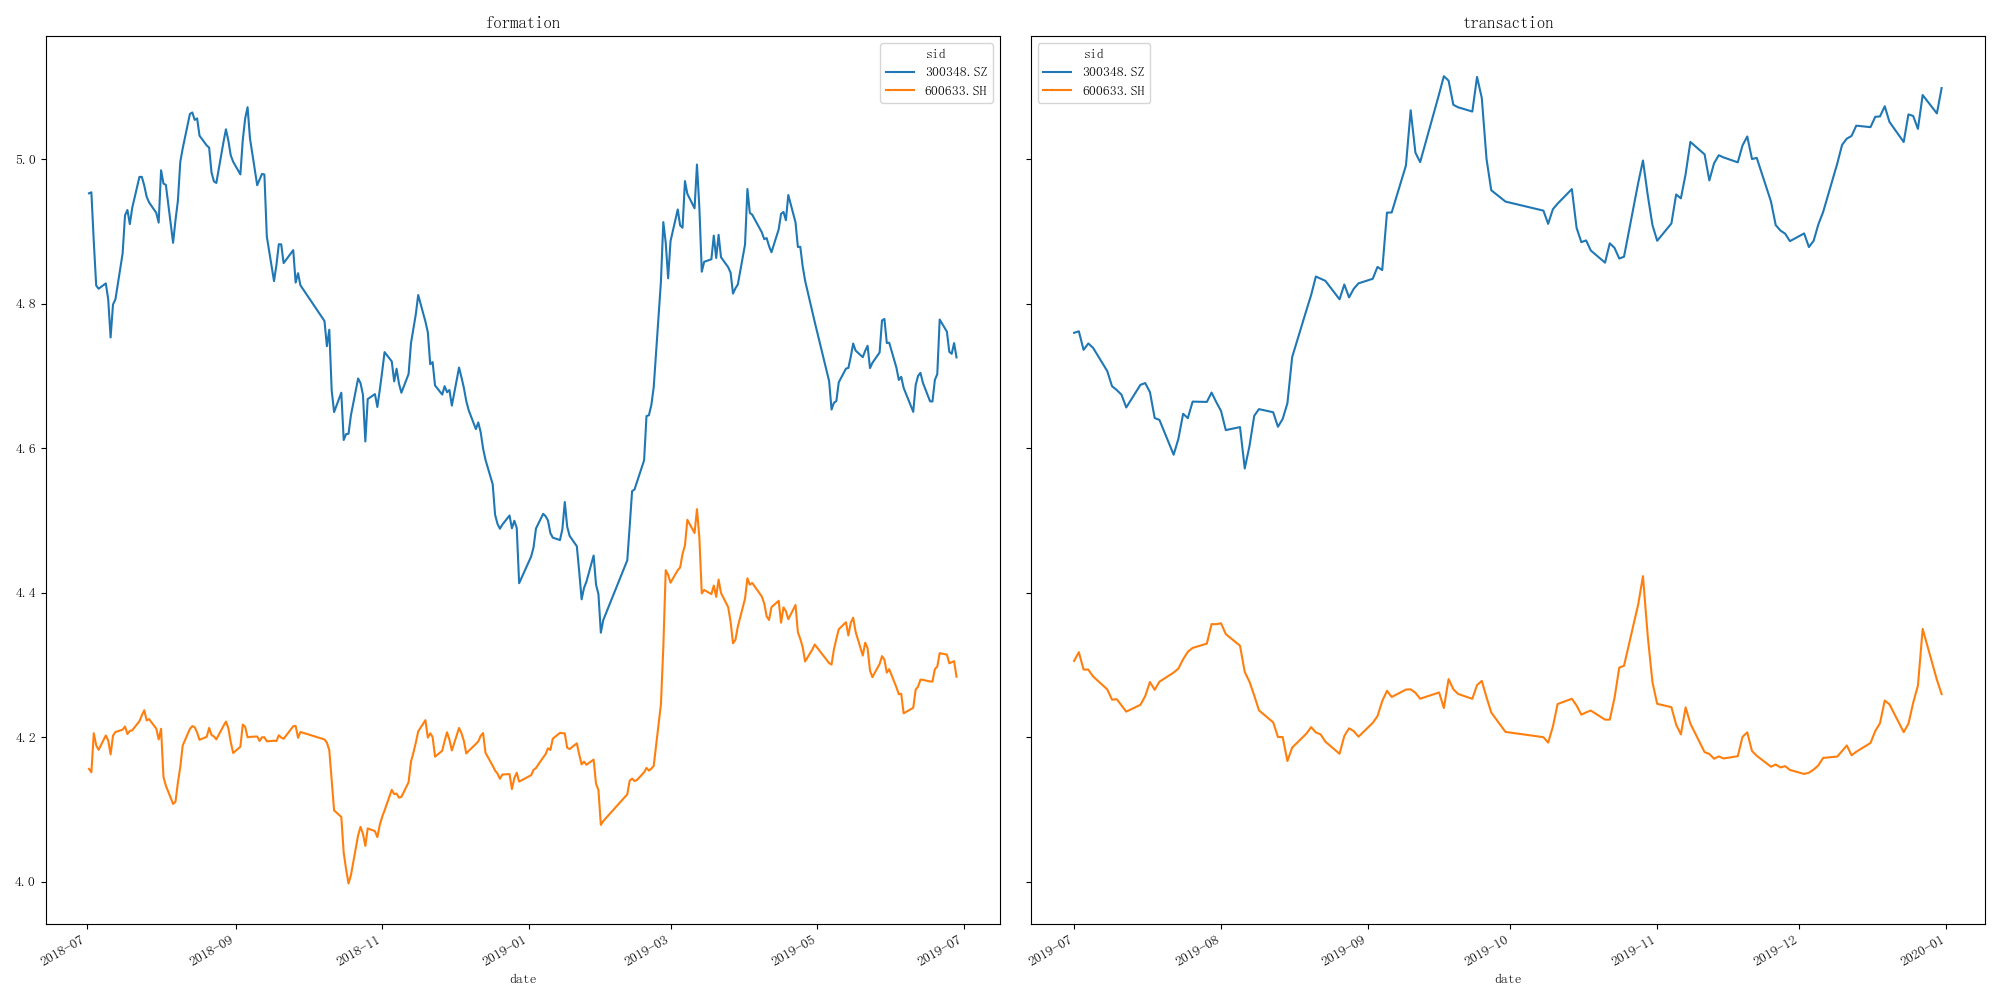 formation
sid
300348.SZ
600633.SH
5.0
4.8
4.6
4.4
4.2
4.0
2018-07
2018-09
2018-11
2019-01
2019-03
2019-05
2019-07
date
transaction
sid
300348.SZ
600633.SH
2019-07
2019-08
2019-09
2019-10
2019-11
2019-12
2020-01
date